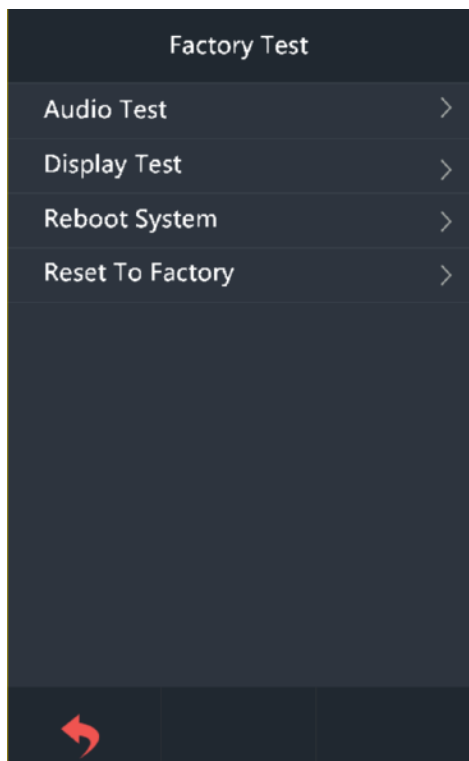 Factory Test
Audio Test
Display Test
Reboot System
Reset To Factory